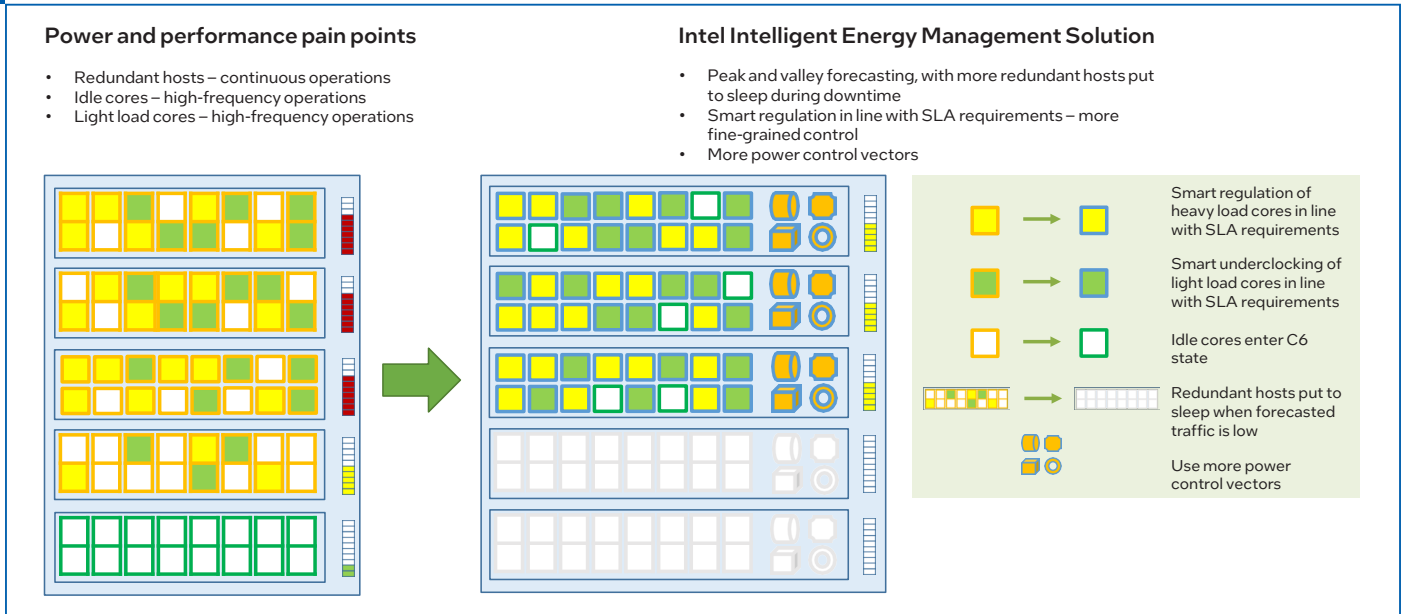 Power and performance pain points
• Redundant hosts – continuous operations
• Idle cores – high-frequency operations
• Light load cores – high-frequency operations
Intel Intelligent Energy Management Solution
• Peak and valley forecasting, with more redundant hosts put
to sleep during downtime
• Smart regulation in line with SLA requirements – more
fine-grained control
• More power control vectors
Smart regulation of
heavy load cores in line
with SLA requirements
Smart underclocking of
light load cores in line
with SLA requirements
Idle cores enter C6
state
Redundant hosts put to
sleep when forecasted
traffic is low
Use more power
control vectors